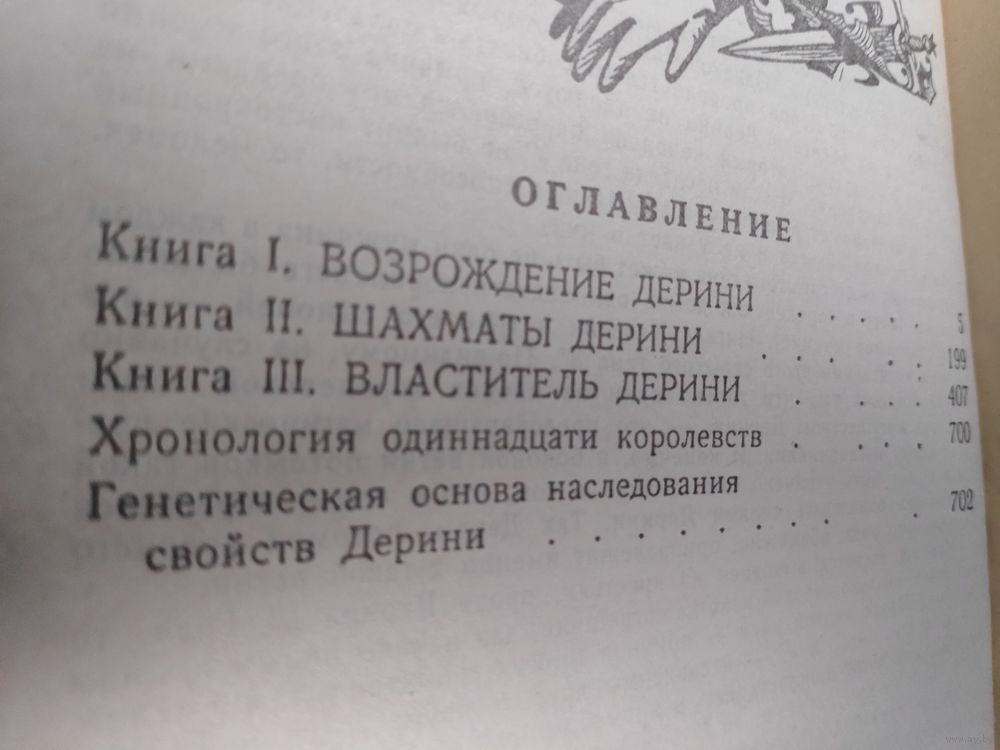 ОГЛАВЛЕНИЕ
Книга I. ВОЗРОЖДЕНИЕ ДЕРИНИ . . . . . 5
Книга II. ШАХМАТЫ ДЕРИНИ . . . . . . 199
Книга III. ВЛАСТИТЕЛЬ ДЕРИНИ . . . . . 407
Хронология одиннадцати королевств . . . . . 700
Генетическая основа наследования
свойств Дерини . . . . . . . . . 702